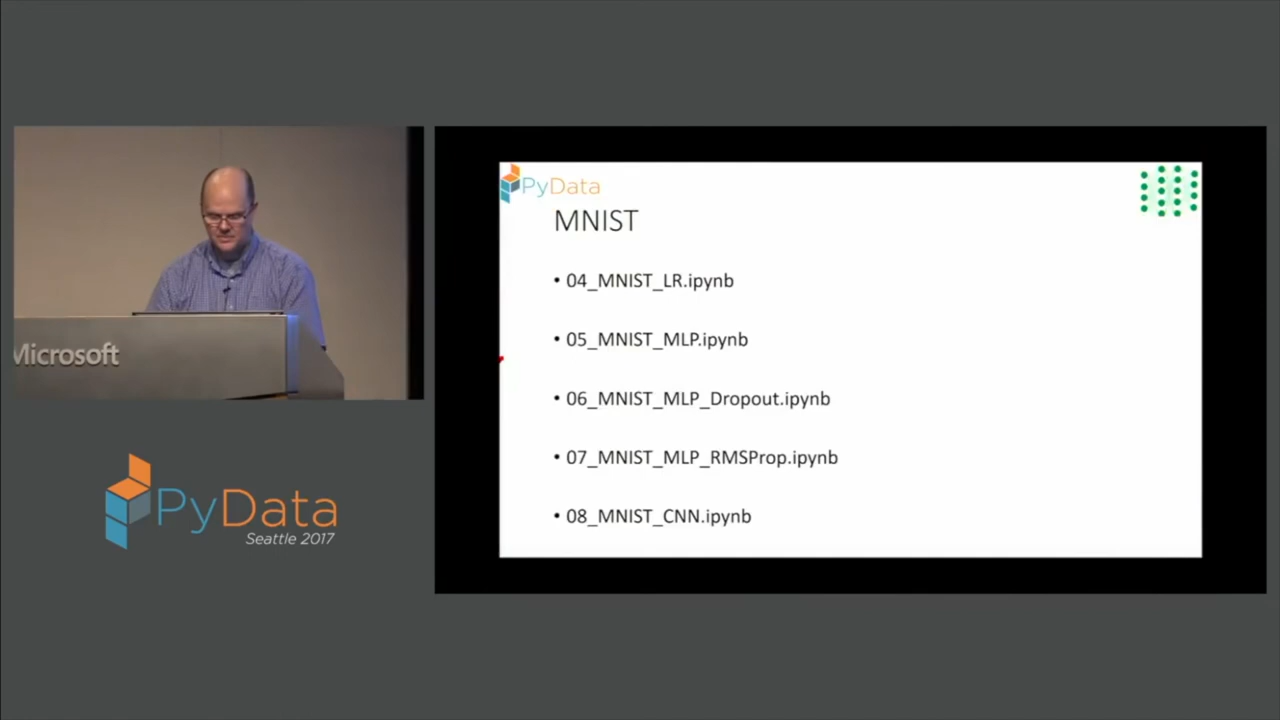 Microsoft
PyData
Seattle 2017
PyData
MNIST
• 04_MNIST_LR.ipynb
• 05_MNIST_MLP.ipynb
• 06_MNIST_MLP_Dropout.ipynb
• 07_MNIST_MLP_RMSProp.ipynb
• 08_MNIST_CNN.ipynb